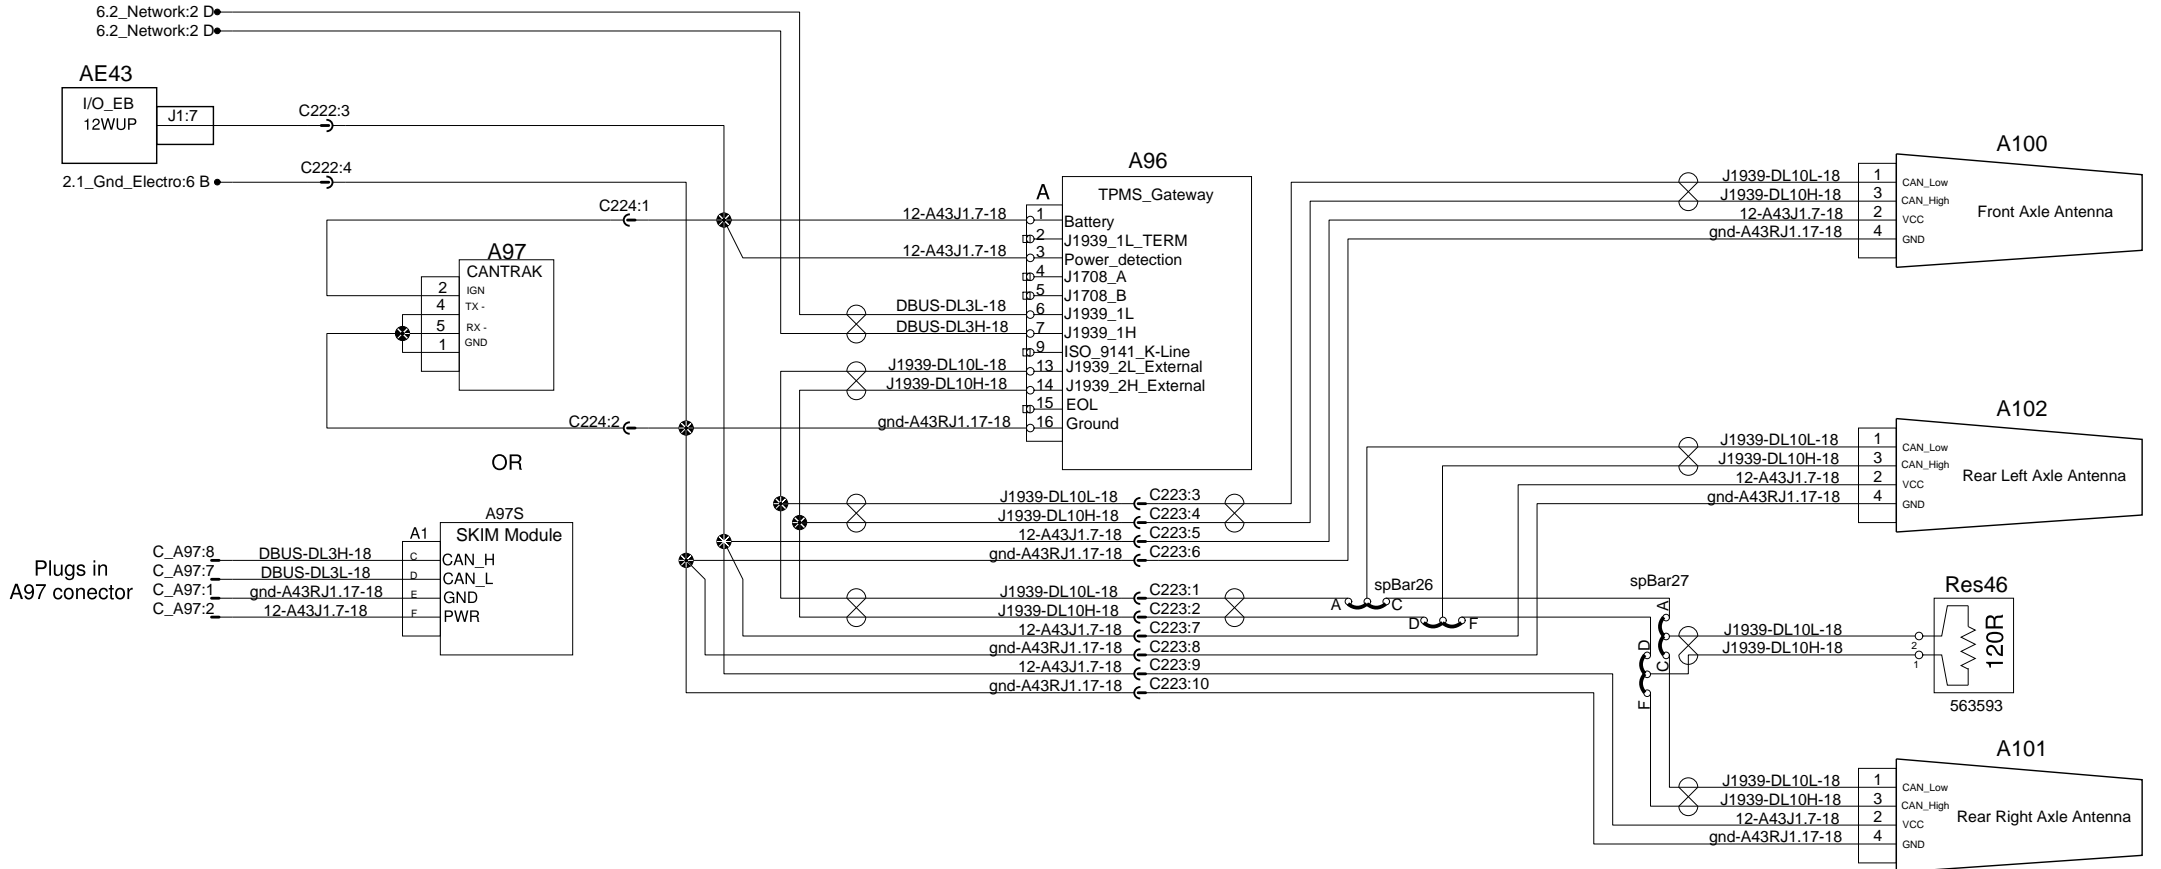 6.2_Network:2 D
6.2_Network:2 D
AE43
I/O_EB
12WUP
J1:7
C222:3
2.1_Gnd_Electro:6 B
C222:4
C224:1
A97
CANTRAK
2 IGN
4 TX -
5 RX -
1 GND
C224:2
OR
A97S
A1
SKIM Module
Plugs in
A97 conector
C_A97:8 DBUS-DL3H-18 C CAN_H
C_A97:7 DBUS-DL3L-18 D CAN_L
C_A97:1 gnd-A43RJ1.17-18 E GND
C_A97:2 12-A43J1.7-18 F PWR
A96
A
TPMS_Gateway
12-A43J1.7-18 1 Battery
2 J1939_1L_TERM
12-A43J1.7-18 3 Power_detection
4 J1708_A
5 J1708_B
DBUS-DL3L-18 6 J1939_1L
DBUS-DL3H-18 7 J1939_1H
9 ISO_9141_K-Line
J1939-DL10L-18 13 J1939_2L_External
J1939-DL10H-18 14 J1939_2H_External
15 EOL
gnd-A43RJ1.17-18 16 Ground
J1939-DL10L-18 C223:3
J1939-DL10H-18 C223:4
12-A43J1.7-18 C223:5
gnd-A43RJ1.17-18 C223:6
J1939-DL10L-18 C223:1
J1939-DL10H-18 C223:2
12-A43J1.7-18 C223:7
gnd-A43RJ1.17-18 C223:8
12-A43J1.7-18 C223:9
gnd-A43RJ1.17-18 C223:10
spBar26
A C
D F
spBar27
A
C
D
F
A100
J1939-DL10L-18 1 CAN_Low
J1939-DL10H-18 3 CAN_High
12-A43J1.7-18 2 VCC
gnd-A43RJ1.17-18 4 GND
Front Axle Antenna
A102
J1939-DL10L-18 1 CAN_Low
J1939-DL10H-18 3 CAN_High
12-A43J1.7-18 2 VCC
gnd-A43RJ1.17-18 4 GND
Rear Left Axle Antenna
Res46
J1939-DL10L-18 2
J1939-DL10H-18 1
120R
563593
A101
J1939-DL10L-18 1 CAN_Low
J1939-DL10H-18 3 CAN_High
12-A43J1.7-18 2 VCC
gnd-A43RJ1.17-18 4 GND
Rear Right Axle Antenna